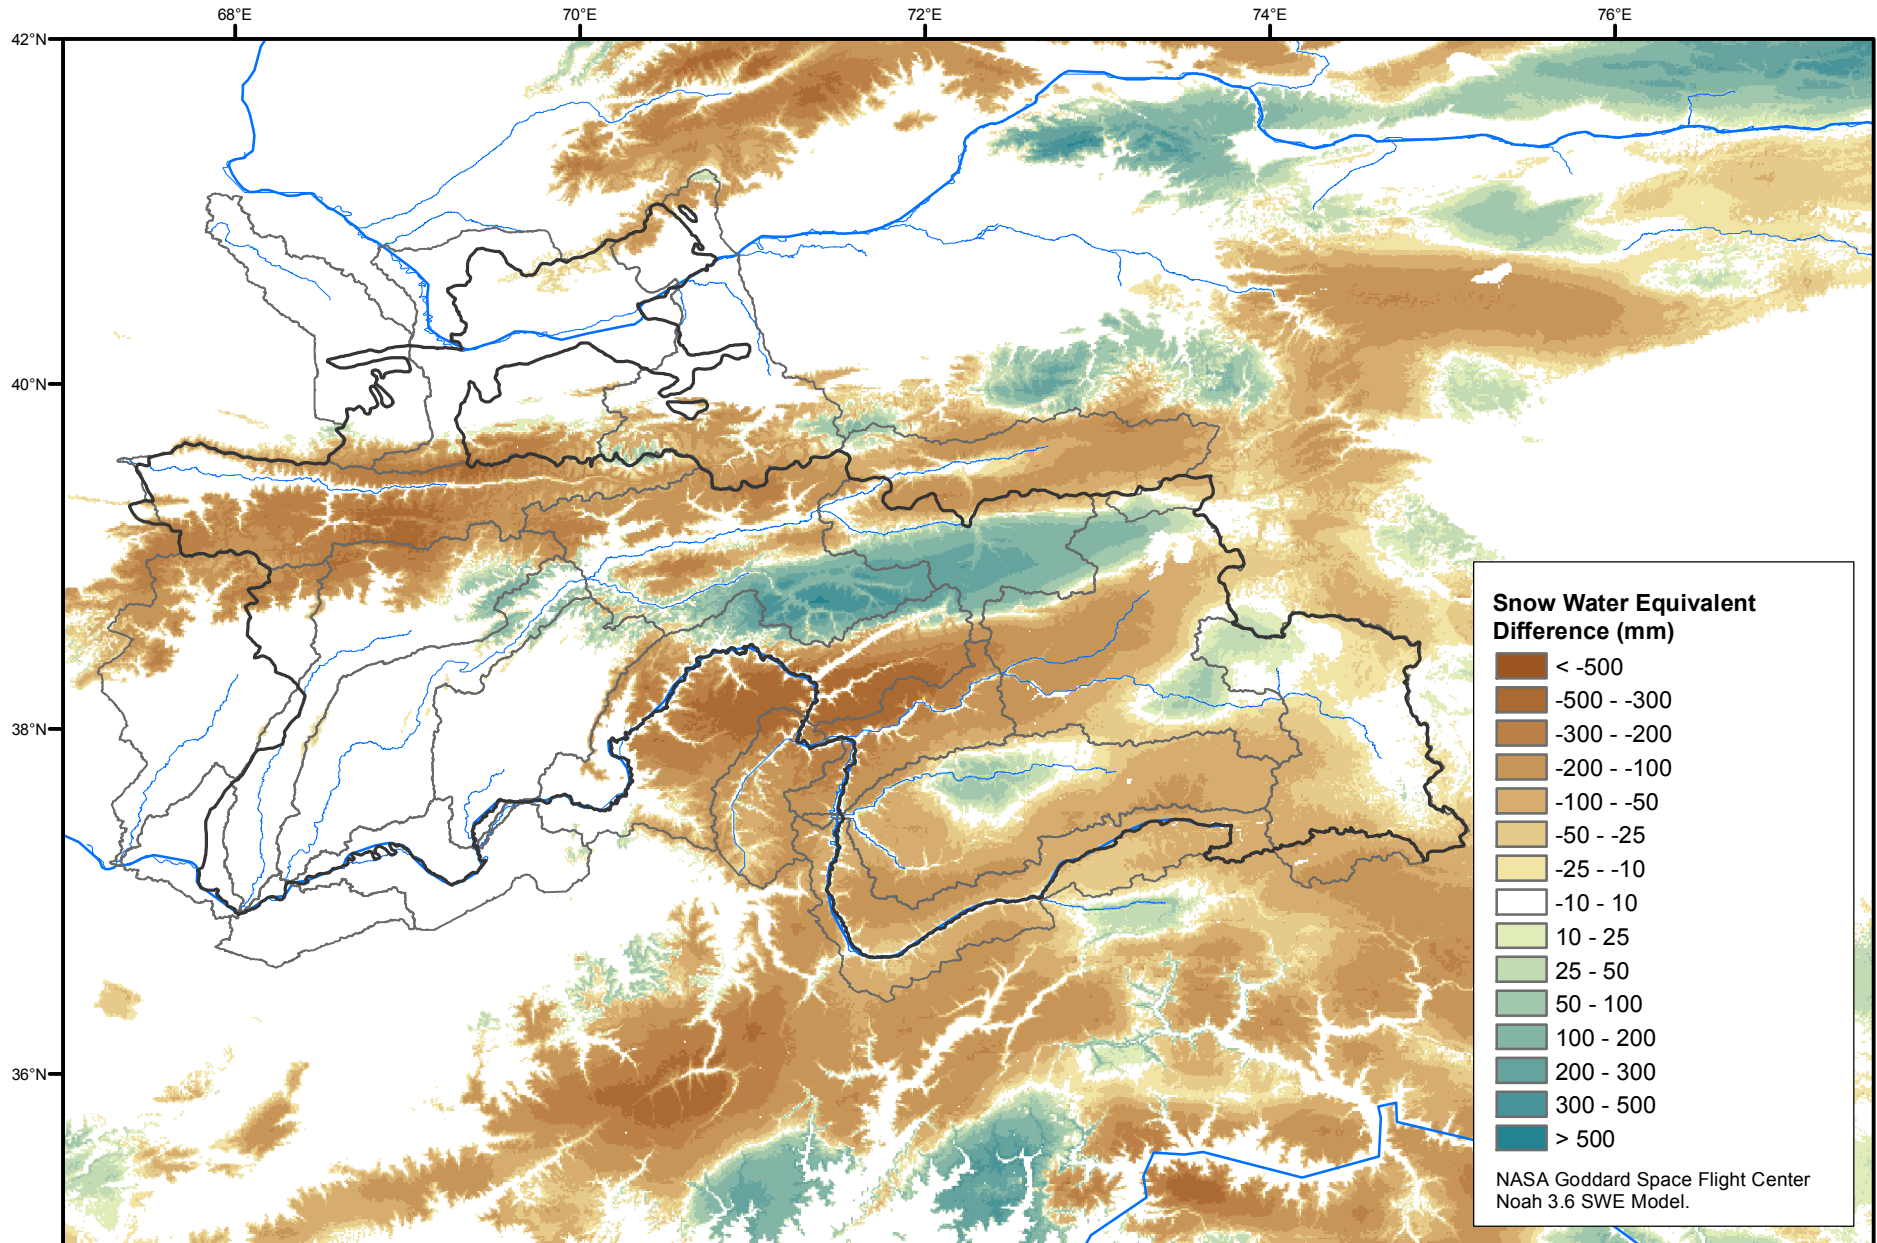 68°E
70°E
72°E
74°E
76°E
42°N
40°N
38°N
36°N
Snow Water Equivalent
Difference (mm)
< -500
-500 - -300
-300 - -200
-200 - -100
-100 - -50
-50 - -25
-25 - -10
-10 - 10
10 - 25
25 - 50
50 - 100
100 - 200
200 - 300
300 - 500
> 500
NASA Goddard Space Flight Center
Noah 3.6 SWE Model.